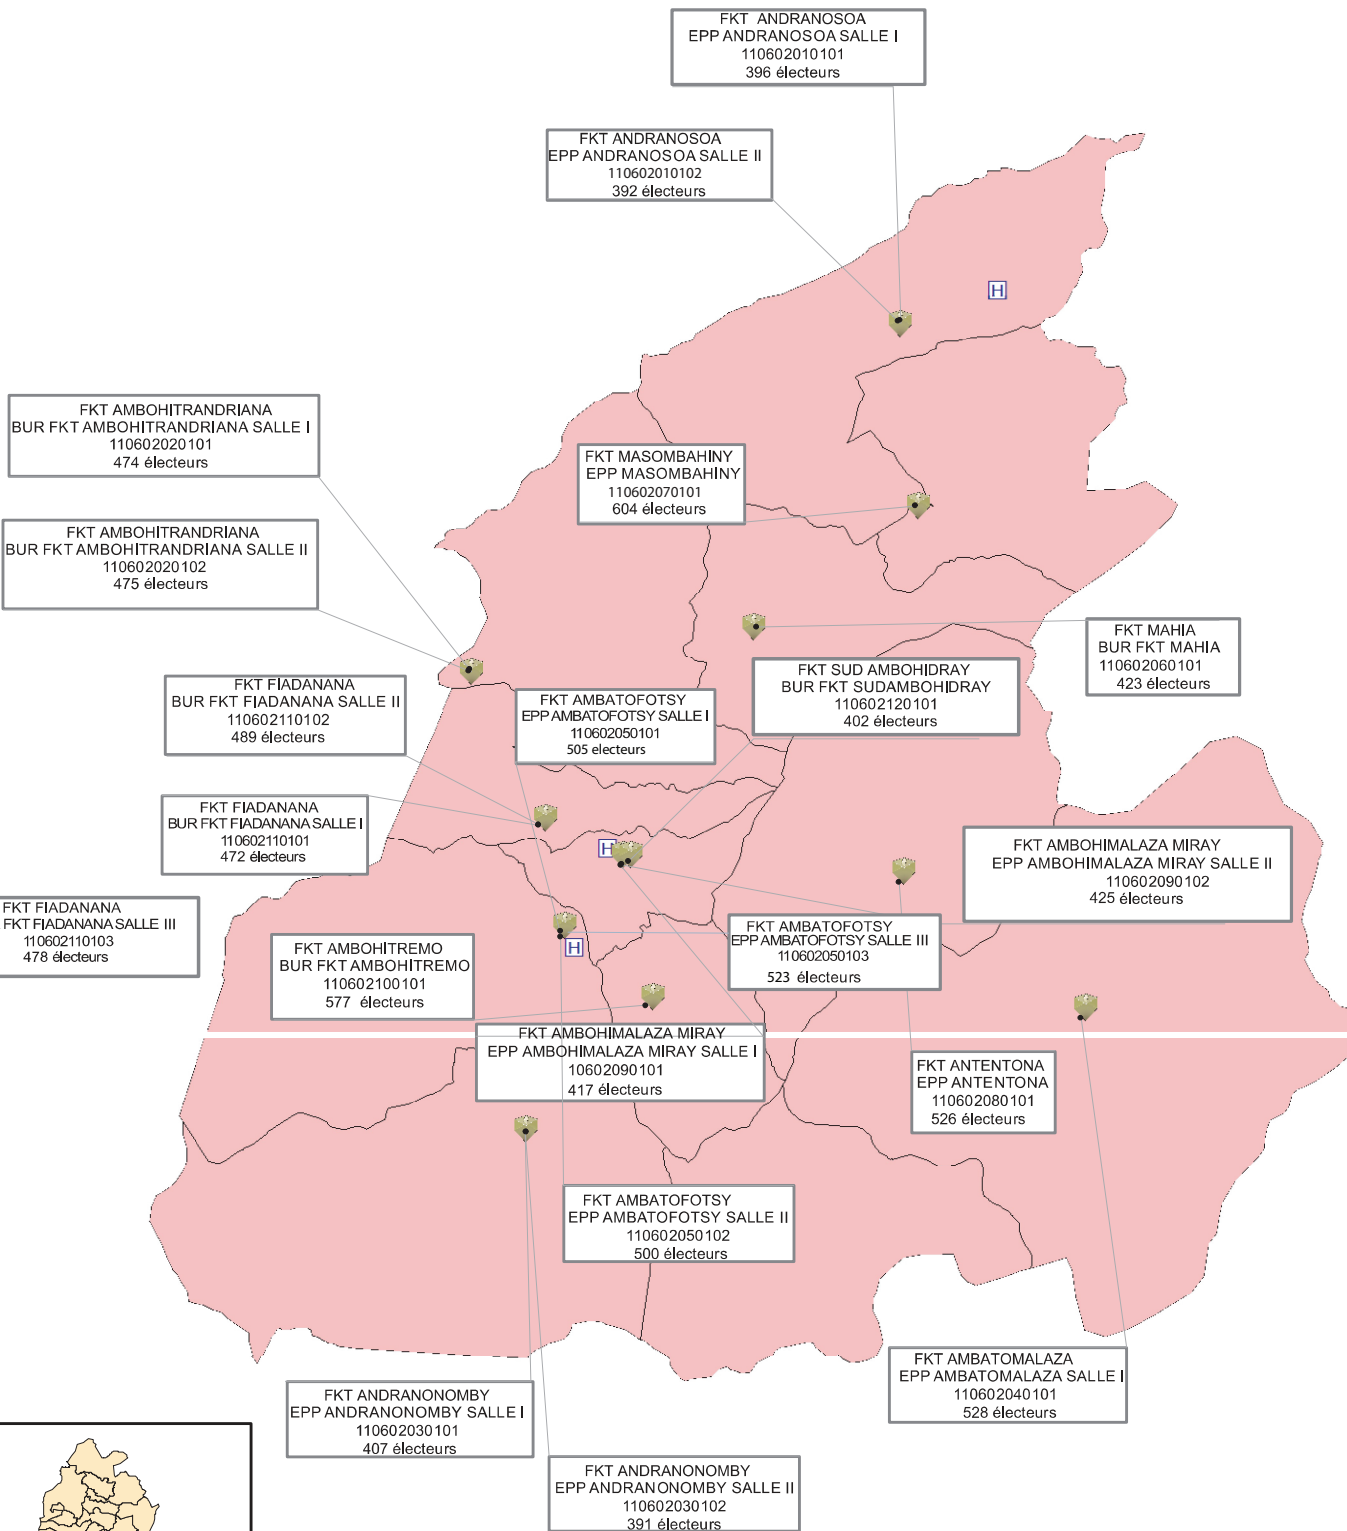 FKT ANDRANOSOA
EPP ANDRANOSOA SALLE I
110602010101
396 électeurs
FKT ANDRANOSOA
EPP ANDRANOSOA SALLE II
110602010102
392 électeurs
H
FKT AMBOHITRANDRIANA
BUR FKT AMBOHITRANDRIANA SALLE I
110602020101
474 électeurs
FKT MASOMBAHINY
EPP MASOMBAHINY
110602070101
604 électeurs
FKT AMBOHITRANDRIANA
BUR FKT AMBOHITRANDRIANA SALLE II
110602020102
475 électeurs
FKT MAHIA
BUR FKT MAHIA
110602060101
423 électeurs
FKT FIADANANA
BUR FKT FIADANANA SALLE II
110602110102
489 électeurs
FKT AMBATOFOTSY
EPP AMBATOFOTSY SALLE I
110602050101
505 electeurs
FKT SUD AMBOHIDRAY
BUR FKT SUDAMBOHIDRAY
110602120101
402 électeurs
FKT FIADANANA
BUR FKT FIADANANA SALLE I
110602110101
472 électeurs
H
FKT AMBOHIMALAZA MIRAY
EPP AMBOHIMALAZA MIRAY SALLE II
110602090102
425 électeurs
FKT FIADANANA
FKT FIADANANA SALLE III
110602110103
478 électeurs
FKT AMBOHITREMO
BUR FKT AMBOHITREMO
110602100101
577 électeurs
H
FKT AMBATOFOTSY
EPP AMBATOFOTSY SALLE III
110602050103
523 électeurs
FKT AMBOHIMALAZA MIRAY
EPP AMBOHIMALAZA MIRAY SALLE I
10602090101
417 électeurs
FKT ANTENTONA
EPP ANTENTONA
110602080101
526 électeurs
FKT AMBATOFOTSY
EPP AMBATOFOTSY SALLE II
110602050102
500 électeurs
FKT AMBATOMALAZA
EPP AMBATOMALAZA SALLE I
110602040101
528 électeurs
FKT ANDRANONOMBY
EPP ANDRANONOMBY SALLE I
110602030101
407 électeurs
FKT ANDRANONOMBY
EPP ANDRANONOMBY SALLE II
110602030102
391 électeurs